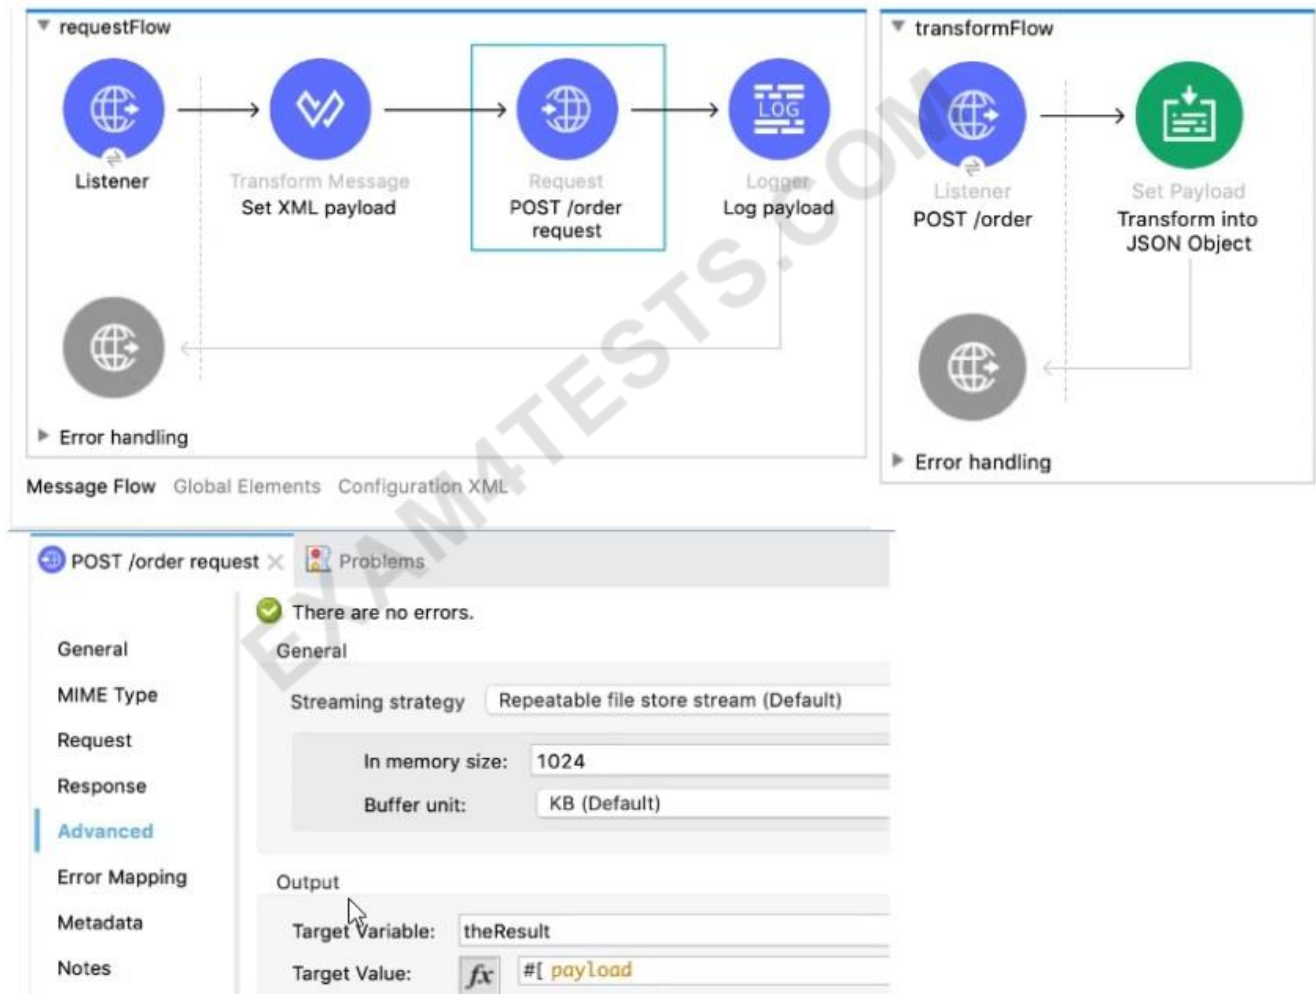 requestFlow
Listener
Transform Message
Set XML payload
Request
POST /order
request
LOG
Logger
Log payload
Error handling
transformFlow
Listener
POST /order
Set Payload
Transform into
JSON Object
Error handling
Message Flow Global Elements Configuration XML
EXAM4TESTS.COM
POST /order request Problems
There are no errors.
General
MIME Type
Request
Response
Advanced
Error Mapping
Metadata
Notes
General
Streaming strategy Repeatable file store stream (Default)
In memory size: 1024
Buffer unit: KB (Default)
Output
Target Variable: theResult
Target Value: fx #[ payload